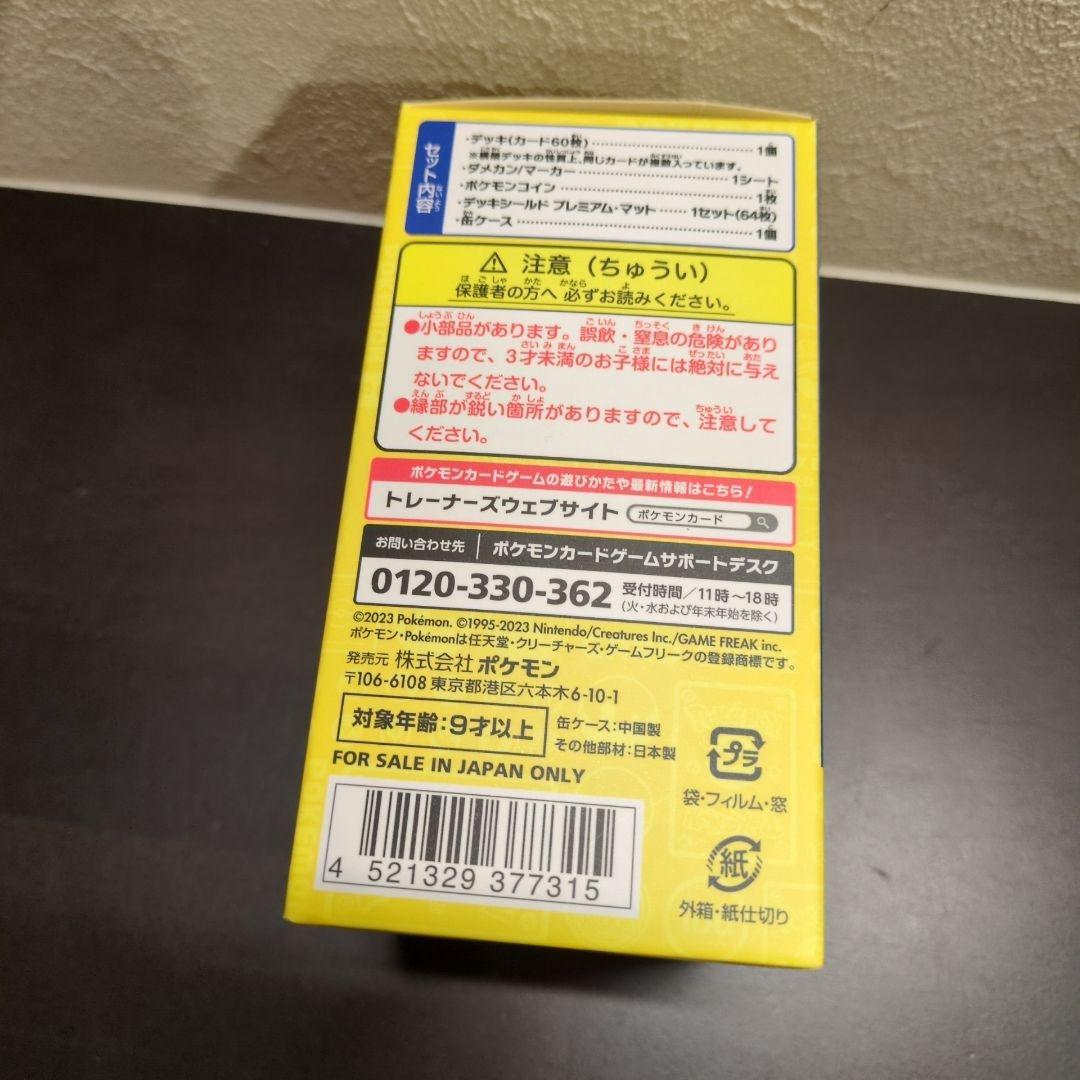 セット内容
・デッキ(カード60枚) 1個
※構築デッキの性質上、同じカードが複数入っています。
・ダメカン/マーカー 1シート
・ポケモンコイン 1枚
・デッキシールド プレミアム・マット 1セット(64枚)
・缶ケース 1個
注意(ちゅうい)
保護者の方へ 必ずお読みください。
●小部品があります。誤飲・窒息の危険があり
ますので、3才未満のお子様には絶対に与え
ないでください。
●縁部が鋭い箇所がありますので、注意して
ください。
ポケモンカードゲームの遊びかたや最新情報はこちら!
トレーナーズウェブサイト ポケモンカード
お問い合わせ先 ポケモンカードゲームサポートデスク
0120-330-362 受付時間/11時~18時
(火・水および年末年始を除く)
©2023 Pokémon. ©1995-2023 Nintendo/Creatures Inc./GAME FREAK inc.
ポケモン・Pokémonは任天堂・クリーチャーズ・ゲームフリークの登録商標です。
発売元 株式会社ポケモン
〒106-6108 東京都港区六本木6-10-1
対象年齢:9才以上
缶ケース:中国製
その他部材:日本製
FOR SALE IN JAPAN ONLY
4 521329 377315
プラ
袋・フィルム・窓
紙
外箱・紙仕切り